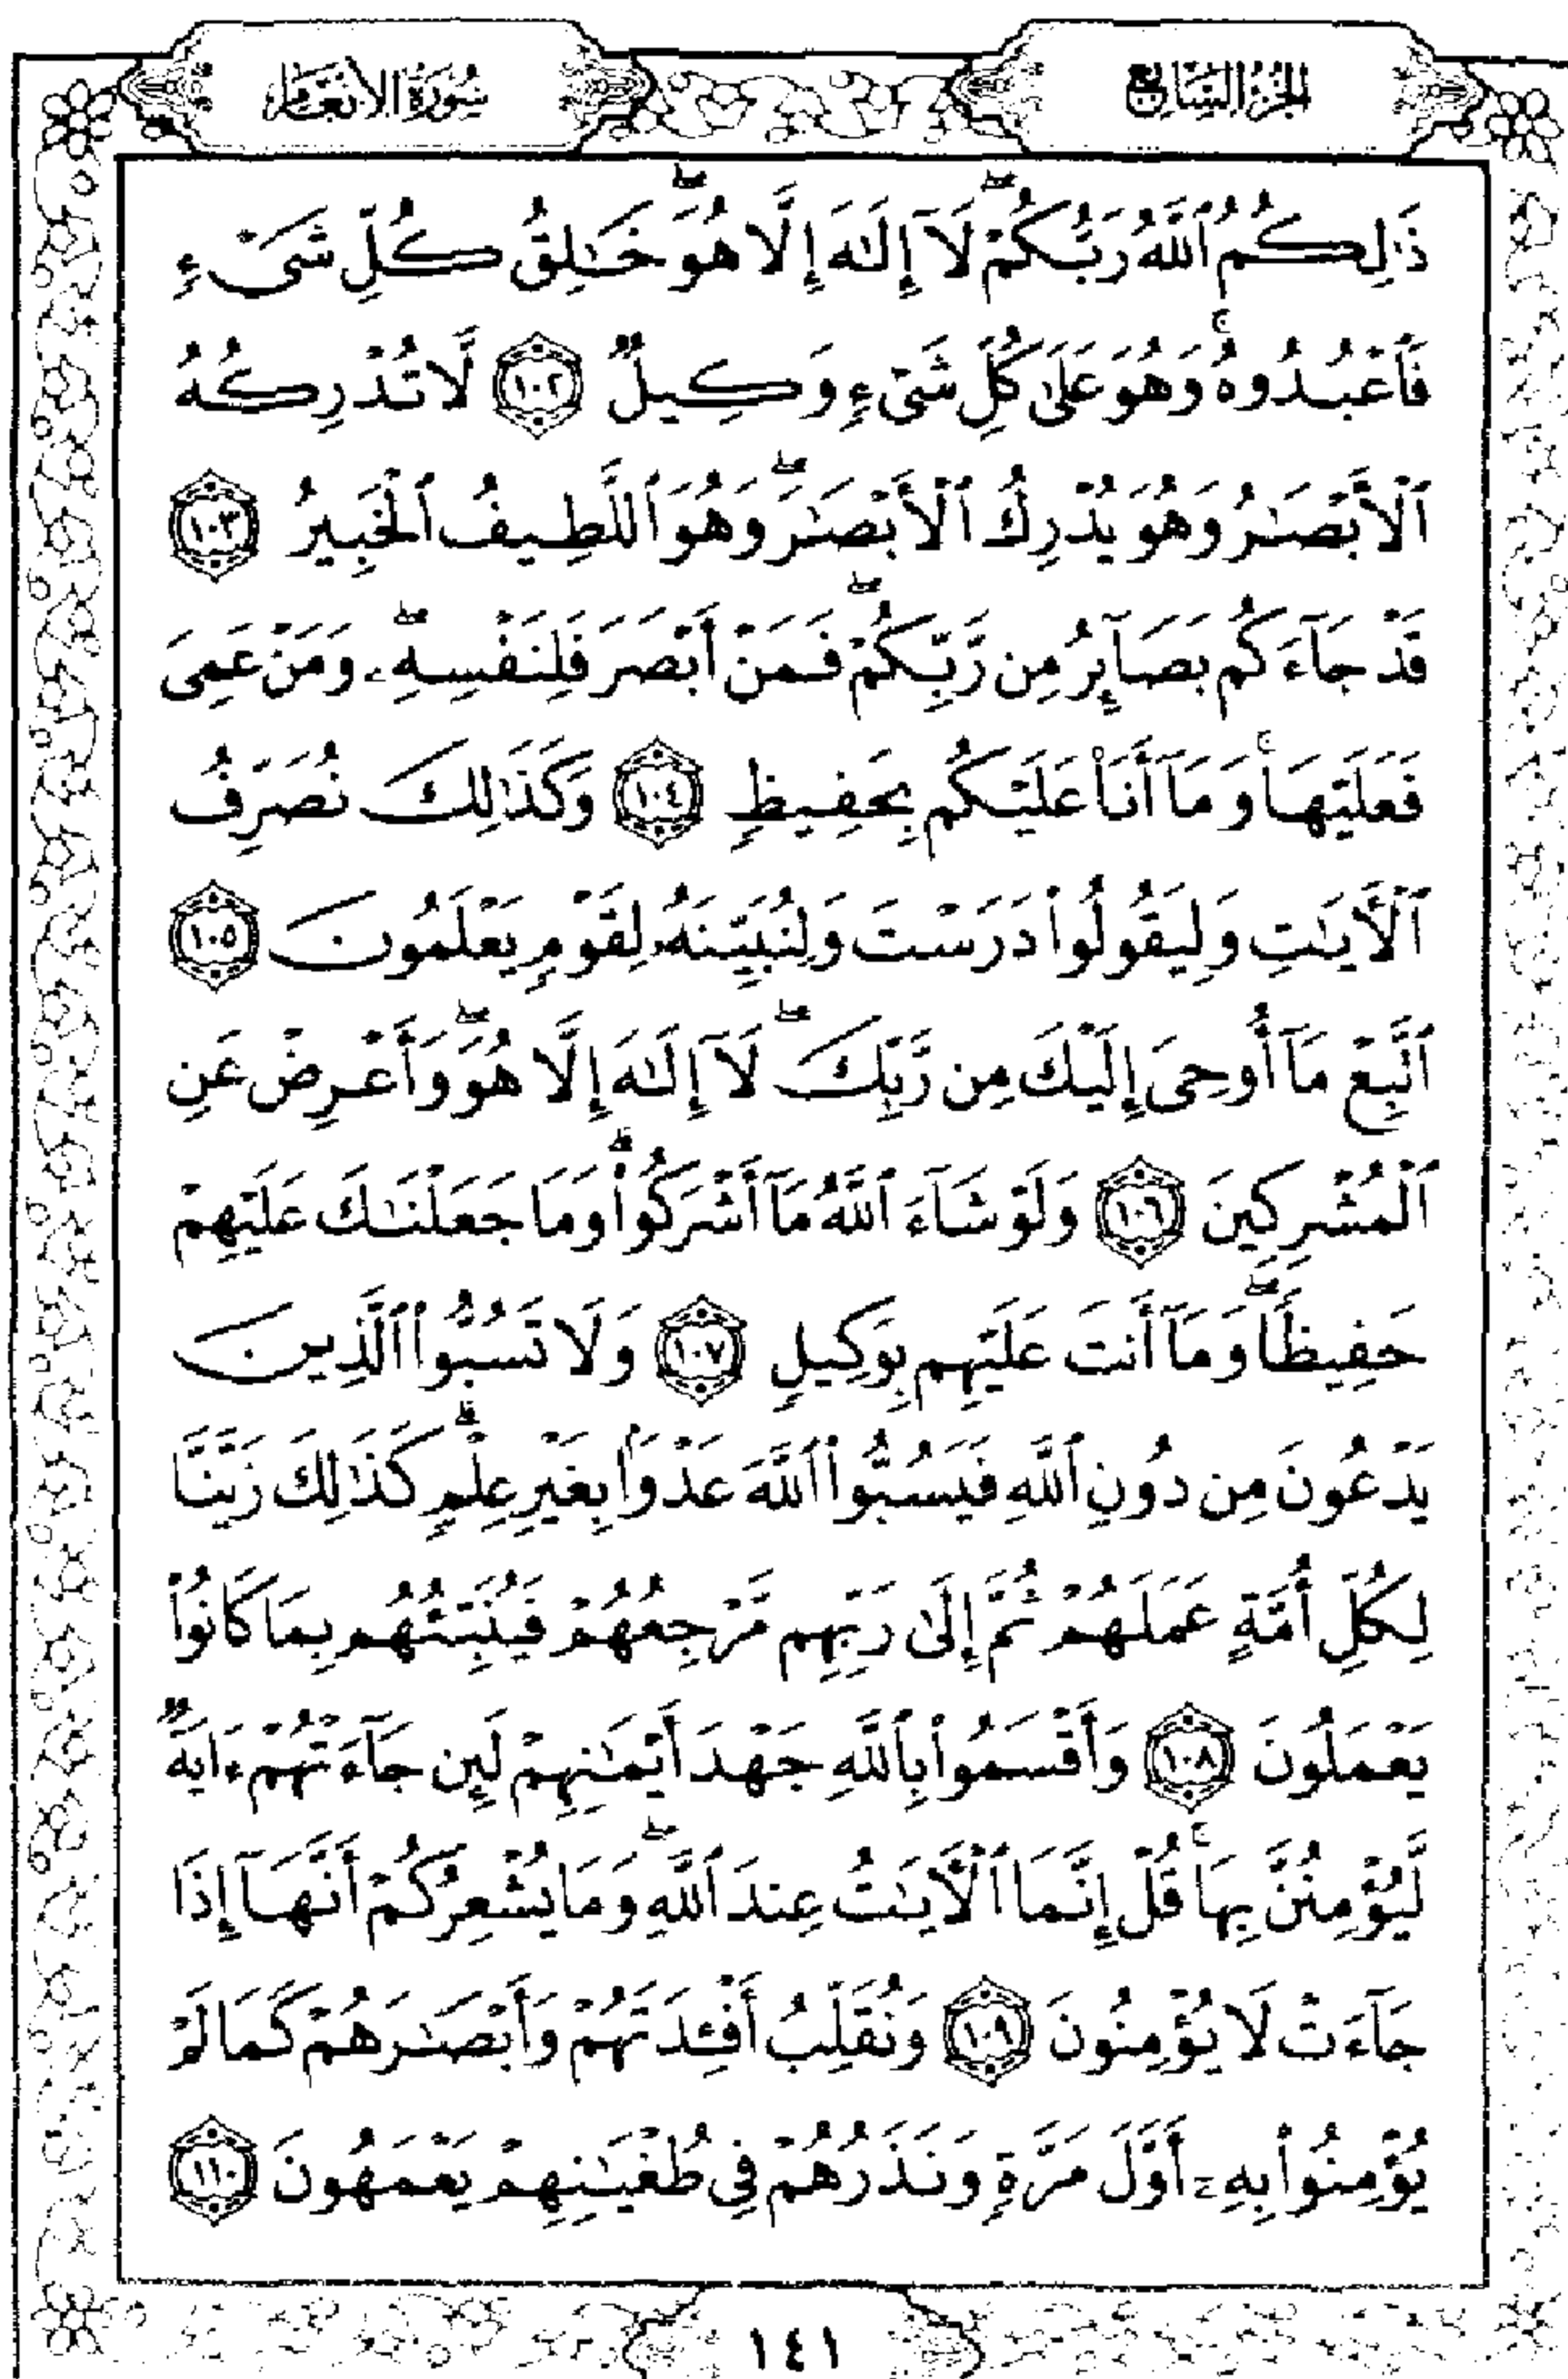 الجزء السابع
سورة الأنعام
ذَٰلِكُمُ ٱللَّهُ رَبُّكُمْ ۖ لَآ إِلَٰهَ إِلَّا هُوَ ۖ خَٰلِقُ كُلِّ شَىْءٍ
فَٱعْبُدُوهُ ۚ وَهُوَ عَلَىٰ كُلِّ شَىْءٍ وَكِيلٌ ١٠٢ لَّا تُدْرِكُهُ
ٱلْأَبْصَٰرُ وَهُوَ يُدْرِكُ ٱلْأَبْصَٰرَ ۖ وَهُوَ ٱللَّطِيفُ ٱلْخَبِيرُ ١٠٣
قَدْ جَآءَكُم بَصَآئِرُ مِن رَّبِّكُمْ ۖ فَمَنْ أَبْصَرَ فَلِنَفْسِهِۦ ۖ وَمَنْ عَمِىَ
فَعَلَيْهَا ۚ وَمَآ أَنَا۠ عَلَيْكُم بِحَفِيظٍ ١٠٤ وَكَذَٰلِكَ نُصَرِّفُ
ٱلْأَيَٰتِ وَلِيَقُولُوا۟ دَرَسْتَ وَلِنُبَيِّنَهُۥ لِقَوْمٍ يَعْلَمُونَ ١٠٥
ٱتَّبِعْ مَآ أُوحِىَ إِلَيْكَ مِن رَّبِّكَ ۖ لَآ إِلَٰهَ إِلَّا هُوَ ۖ وَأَعْرِضْ عَنِ
ٱلْمُشْرِكِينَ ١٠٦ وَلَوْ شَآءَ ٱللَّهُ مَآ أَشْرَكُوا۟ ۗ وَمَا جَعَلْنَٰكَ عَلَيْهِمْ
حَفِيظًا ۖ وَمَآ أَنتَ عَلَيْهِم بِوَكِيلٍ ١٠٧ وَلَا تَسُبُّوا۟ ٱلَّذِينَ
يَدْعُونَ مِن دُونِ ٱللَّهِ فَيَسُبُّوا۟ ٱللَّهَ عَدْوًۢا بِغَيْرِ عِلْمٍ ۗ كَذَٰلِكَ زَيَّنَّا
لِكُلِّ أُمَّةٍ عَمَلَهُمْ ثُمَّ إِلَىٰ رَبِّهِم مَّرْجِعُهُمْ فَيُنَبِّئُهُم بِمَا كَانُوا۟
يَعْمَلُونَ ١٠٨ وَأَقْسَمُوا۟ بِٱللَّهِ جَهْدَ أَيْمَٰنِهِمْ لَئِن جَآءَتْهُمْ ءَايَةٌ
لَّيُؤْمِنُنَّ بِهَا ۚ قُلْ إِنَّمَا ٱلْأَيَٰتُ عِندَ ٱللَّهِ ۖ وَمَا يُشْعِرُكُمْ أَنَّهَآ إِذَا
جَآءَتْ لَا يُؤْمِنُونَ ١٠٩ وَنُقَلِّبُ أَفْـِٔدَتَهُمْ وَأَبْصَٰرَهُمْ كَمَا لَمْ
يُؤْمِنُوا۟ بِهِۦٓ أَوَّلَ مَرَّةٍ وَنَذَرُهُمْ فِى طُغْيَٰنِهِمْ يَعْمَهُونَ ١١٠
١٤١